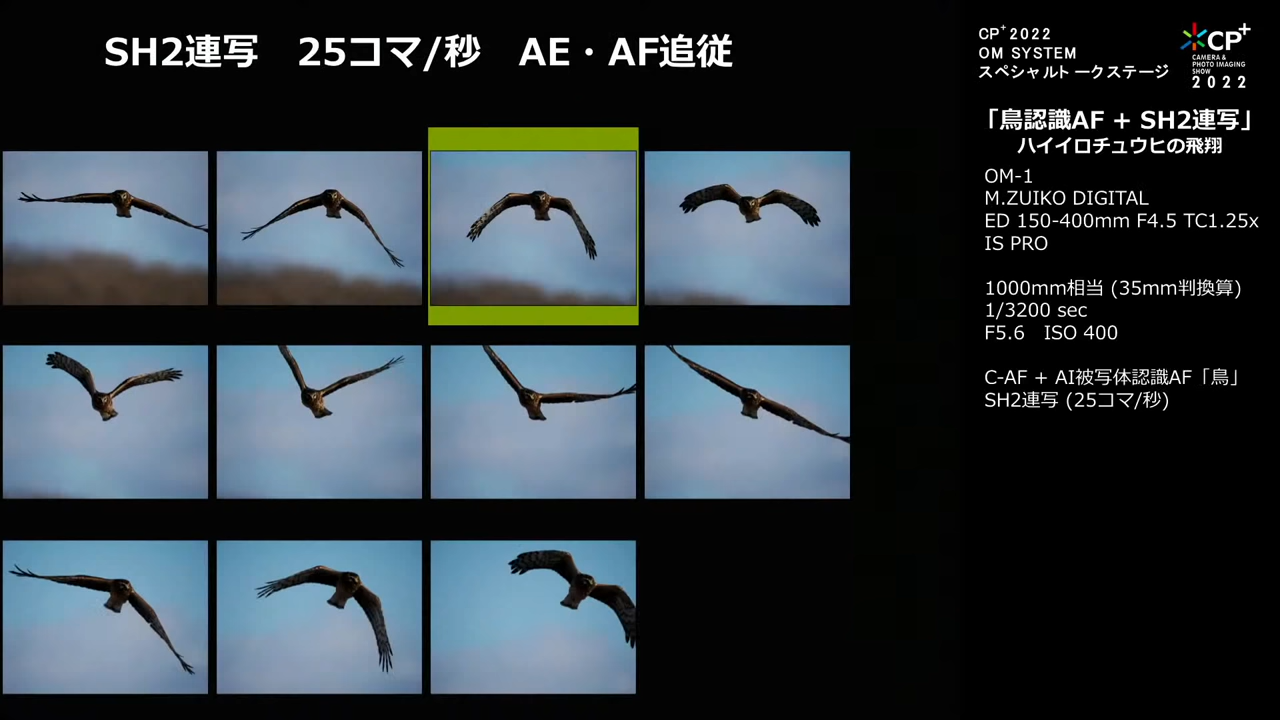 SH2連写　25コマ/秒　AE・AF追従
CP+2022
OM SYSTEM
スペシャルトークステージ
CP+
CAMERA &
PHOTO IMAGING
SHOW
2022
「鳥認識AF + SH2連写」
ハイイロチュウヒの飛翔
OM-1
M.ZUIKO DIGITAL
ED 150-400mm F4.5 TC1.25x
IS PRO
1000mm相当 (35mm判換算)
1/3200 sec
F5.6　ISO 400
C-AF + AI被写体認識AF「鳥」
SH2連写 (25コマ/秒)